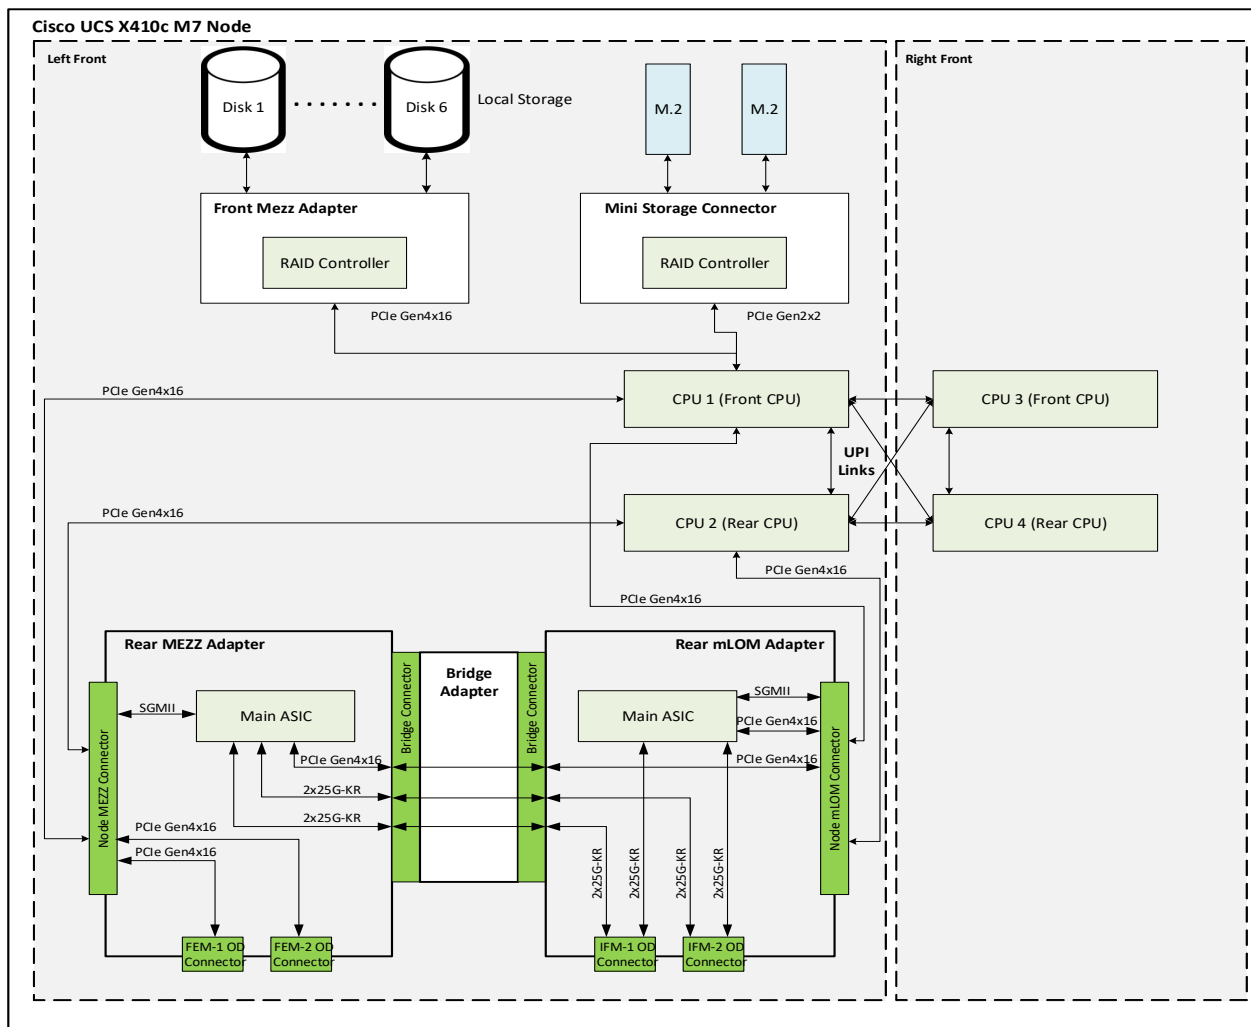 Cisco UCS X410c M7 Node
Left Front
Right Front
Disk 1
Disk 6
Local Storage
M.2
M.2
Front Mezz Adapter
RAID Controller
Mini Storage Connector
RAID Controller
PCIe Gen4x16
PCIe Gen2x2
PCIe Gen4x16
CPU 1 (Front CPU)
CPU 3 (Front CPU)
UPI
Links
PCIe Gen4x16
CPU 2 (Rear CPU)
CPU 4 (Rear CPU)
PCIe Gen4x16
PCIe Gen4x16
Rear MEZZ Adapter
Rear mLOM Adapter
Bridge
Adapter
Bridge Connector
Bridge Connector
Node MEZZ Connector
Node mLOM Connector
SGMII
Main ASIC
Main ASIC
SGMII
PCIe Gen4x16
PCIe Gen4x16
PCIe Gen4x16
2x25G-KR
2x25G-KR
PCIe Gen4x16
PCIe Gen4x16
2x25G-KR
2x25G-KR
2x25G-KR
2x25G-KR
FEM-1 OD
Connector
FEM-2 OD
Connector
IFM-1 OD
Connector
IFM-2 OD
Connector